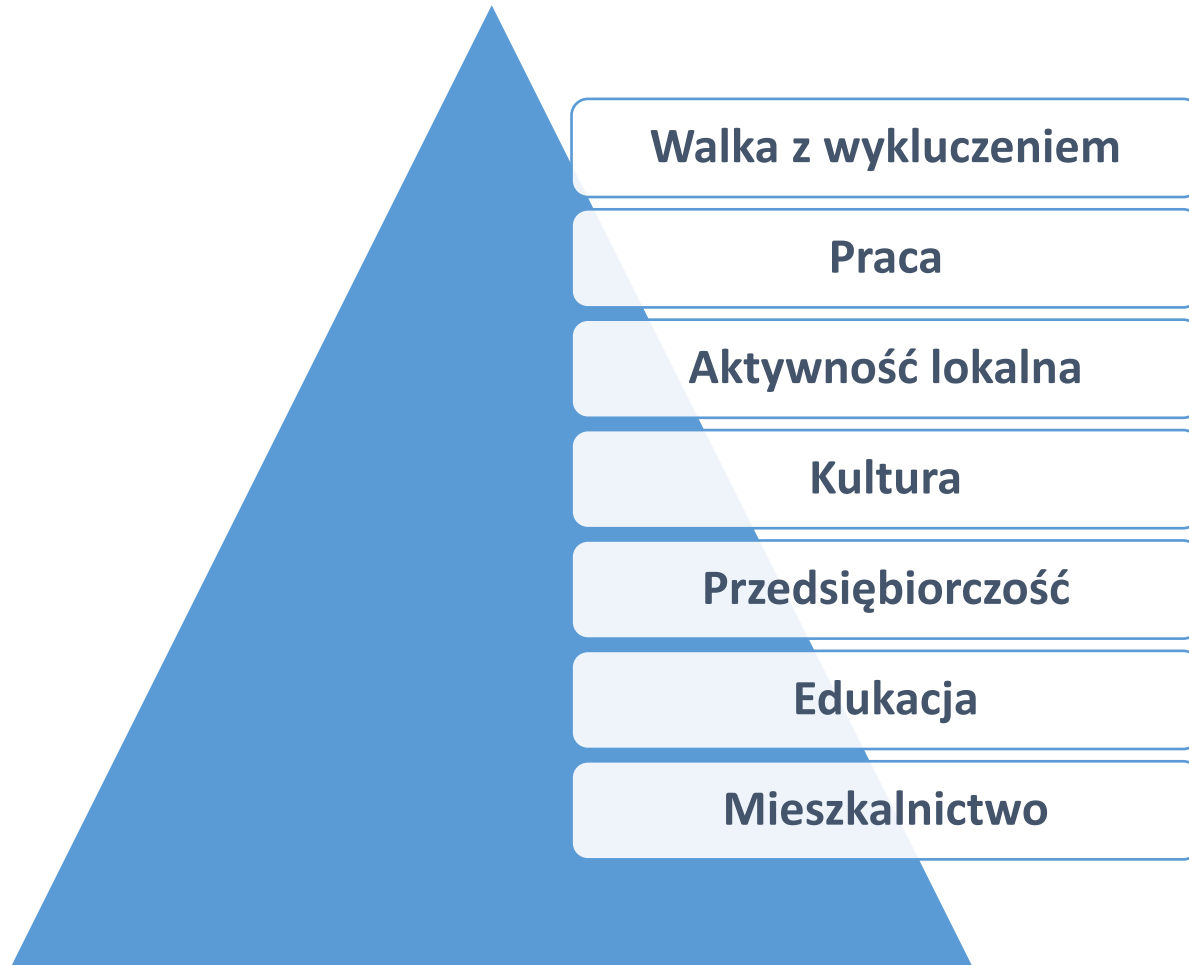 Walka z wykluczeniem
Praca
Aktywność lokalna
Kultura
Przedsiębiorczość
Edukacja
Mieszkalnictwo